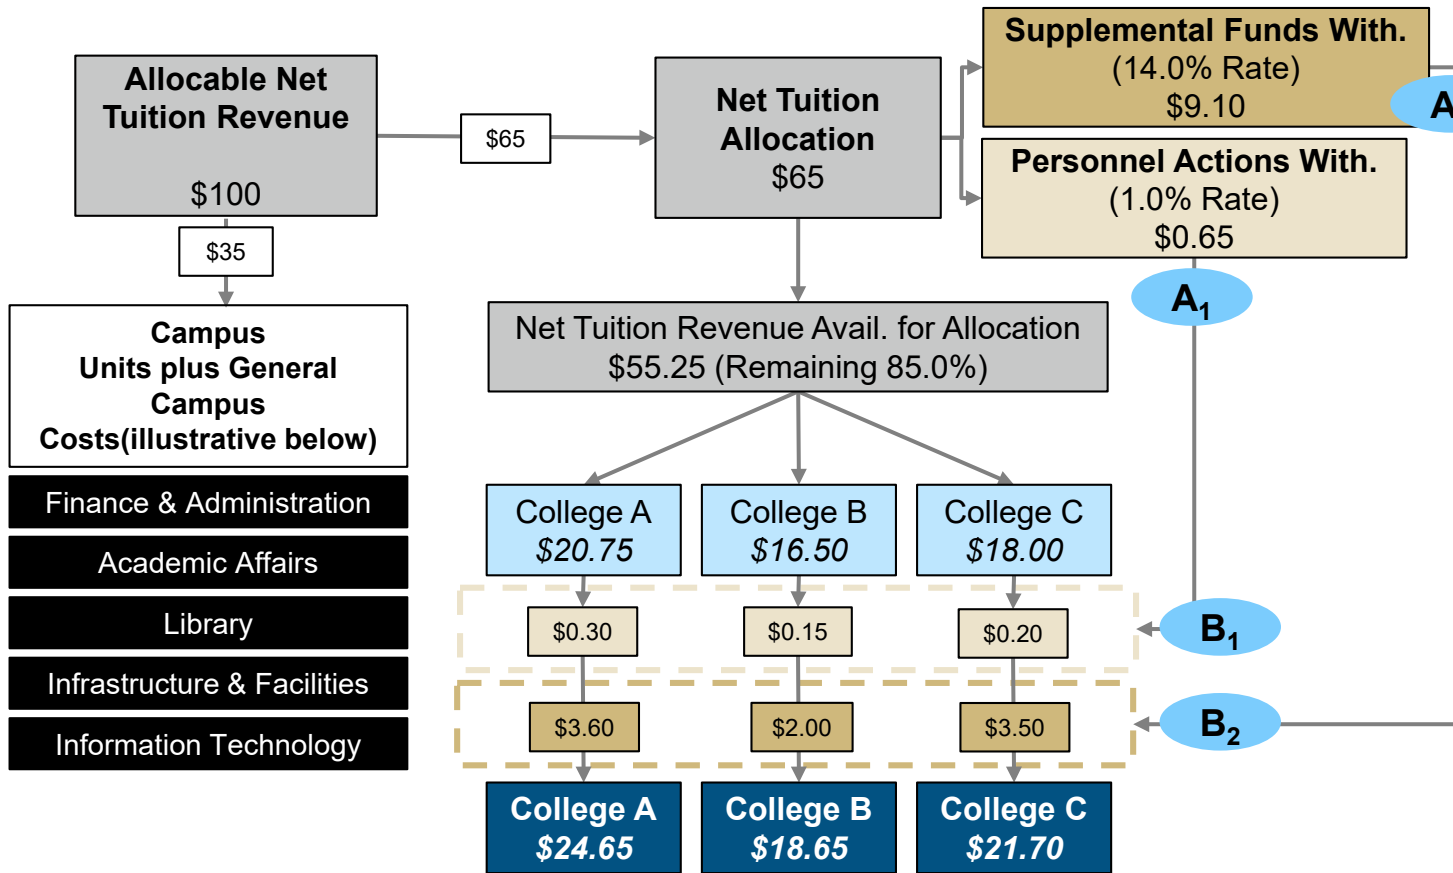 Allocable Net
Tuition Revenue
$100
$65
Net Tuition
Allocation
$65
Supplemental Funds With.
(14.0% Rate)
$9.10
A
Personnel Actions With.
(1.0% Rate)
$0.65
A1
$35
Campus
Units plus General
Campus
Costs(illustrative below)
Finance & Administration
Academic Affairs
Library
Infrastructure & Facilities
Information Technology
Net Tuition Revenue Avail. for Allocation
$55.25 (Remaining 85.0%)
College A
$20.75
College B
$16.50
College C
$18.00
$0.30
$0.15
$0.20
B1
$3.60
$2.00
$3.50
B2
College A
$24.65
College B
$18.65
College C
$21.70